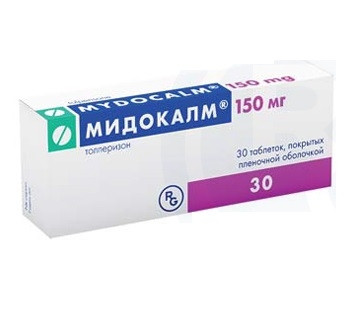 MYDOCALM® 150 mg
МИДОКАЛМ® 150 мг
толперизон
30 таблеток, покрытых
пленочной оболочкой
RG
30